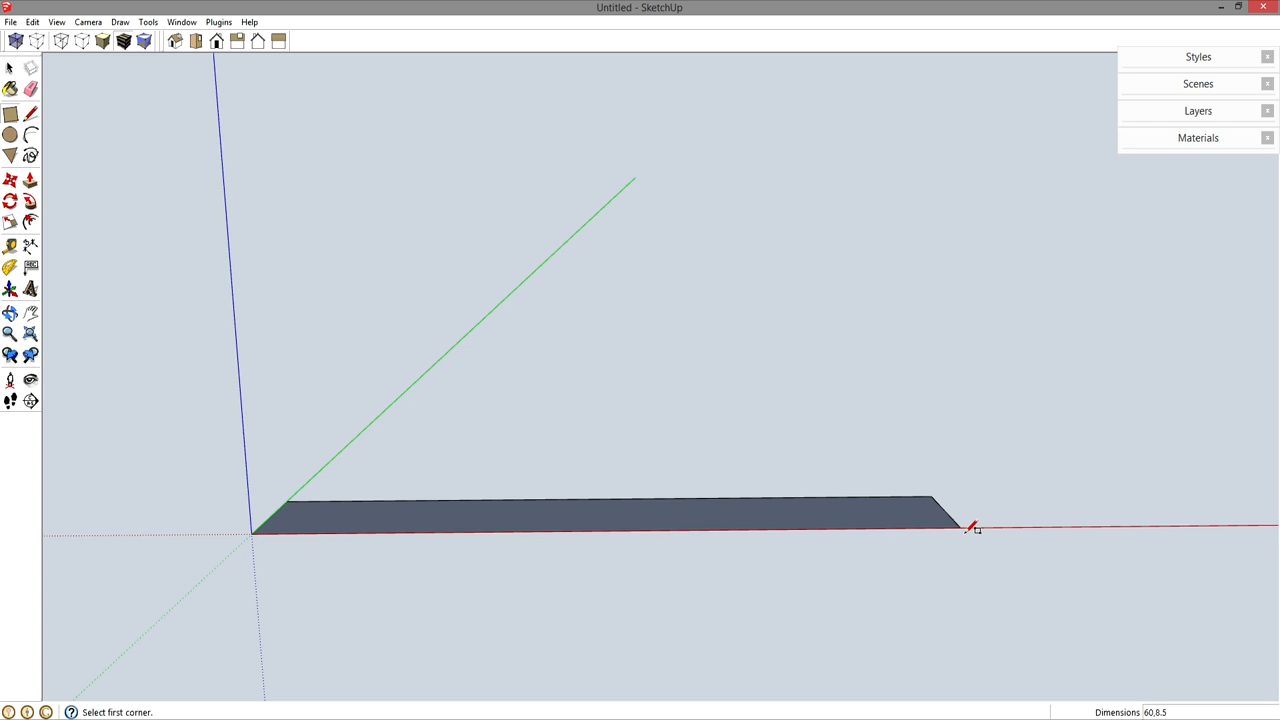 Untitled - SketchUp
File Edit View Camera Draw Tools Window Plugins Help
Styles
Scenes
Layers
Materials
ABC
Select first corner.
Dimensions 60,8.5